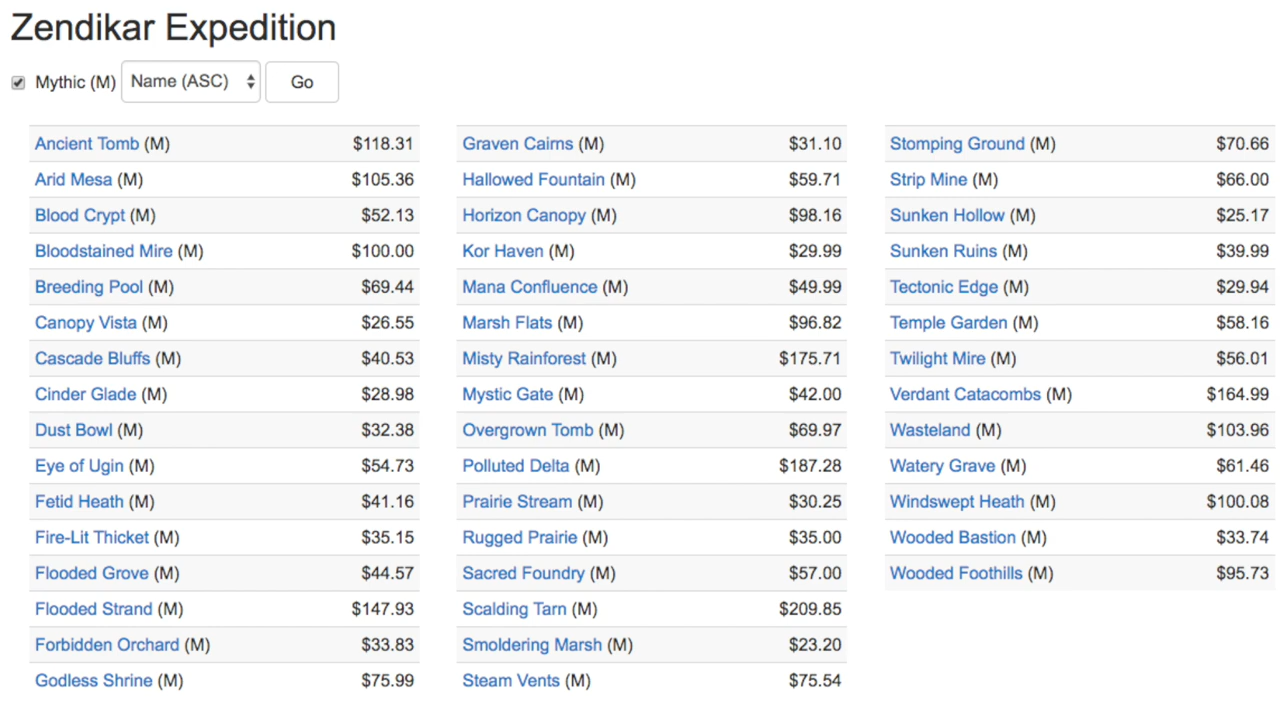 Zendikar Expedition
Mythic (M) Name (ASC) Go
Ancient Tomb (M) $118.31
Arid Mesa (M) $105.36
Blood Crypt (M) $52.13
Bloodstained Mire (M) $100.00
Breeding Pool (M) $69.44
Canopy Vista (M) $26.55
Cascade Bluffs (M) $40.53
Cinder Glade (M) $28.98
Dust Bowl (M) $32.38
Eye of Ugin (M) $54.73
Fetid Heath (M) $41.16
Fire-Lit Thicket (M) $35.15
Flooded Grove (M) $44.57
Flooded Strand (M) $147.93
Forbidden Orchard (M) $33.83
Godless Shrine (M) $75.99
Graven Cairns (M) $31.10
Hallowed Fountain (M) $59.71
Horizon Canopy (M) $98.16
Kor Haven (M) $29.99
Mana Confluence (M) $49.99
Marsh Flats (M) $96.82
Misty Rainforest (M) $175.71
Mystic Gate (M) $42.00
Overgrown Tomb (M) $69.97
Polluted Delta (M) $187.28
Prairie Stream (M) $30.25
Rugged Prairie (M) $35.00
Sacred Foundry (M) $57.00
Scalding Tarn (M) $209.85
Smoldering Marsh (M) $23.20
Steam Vents (M) $75.54
Stomping Ground (M) $70.66
Strip Mine (M) $66.00
Sunken Hollow (M) $25.17
Sunken Ruins (M) $39.99
Tectonic Edge (M) $29.94
Temple Garden (M) $58.16
Twilight Mire (M) $56.01
Verdant Catacombs (M) $164.99
Wasteland (M) $103.96
Watery Grave (M) $61.46
Windswept Heath (M) $100.08
Wooded Bastion (M) $33.74
Wooded Foothills (M) $95.73